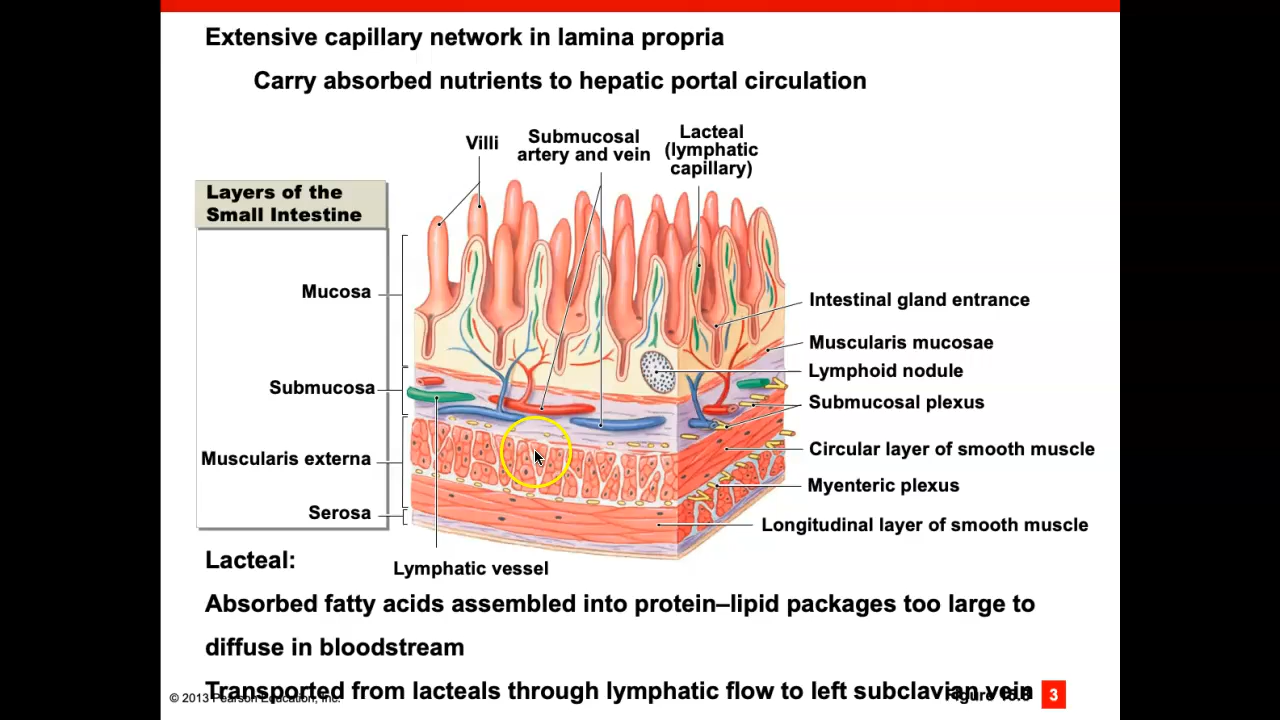 Extensive capillary network in lamina propria
Carry absorbed nutrients to hepatic portal circulation
Villi
Submucosal
artery and vein
Lacteal
(lymphatic
capillary)
Layers of the
Small Intestine
Mucosa
Submucosa
Muscularis externa
Serosa
Intestinal gland entrance
Muscularis mucosae
Lymphoid nodule
Submucosal plexus
Circular layer of smooth muscle
Myenteric plexus
Longitudinal layer of smooth muscle
Lymphatic vessel
Lacteal:
Absorbed fatty acids assembled into protein–lipid packages too large to
diffuse in bloodstream
Transported from lacteals through lymphatic flow to left subclavian vein
© 2013 Pearson Education, Inc.
Figure
3